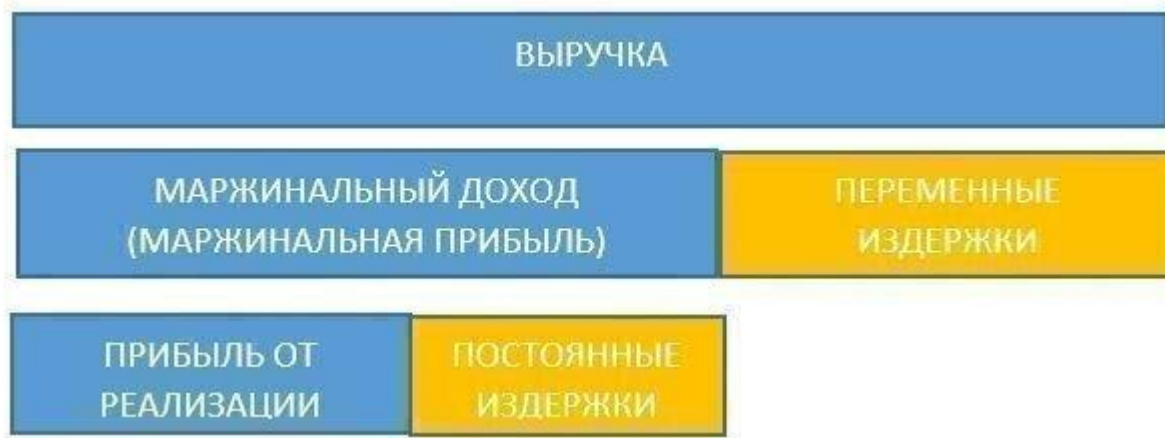 ВЫРУЧКА
МАРЖИНАЛЬНЫЙ ДОХОД
(МАРЖИНАЛЬНАЯ ПРИБЫЛЬ)
ПЕРЕМЕННЫЕ
ИЗДЕРЖКИ
ПРИБЫЛЬ ОТ
РЕАЛИЗАЦИИ
ПОСТОЯННЫЕ
ИЗДЕРЖКИ